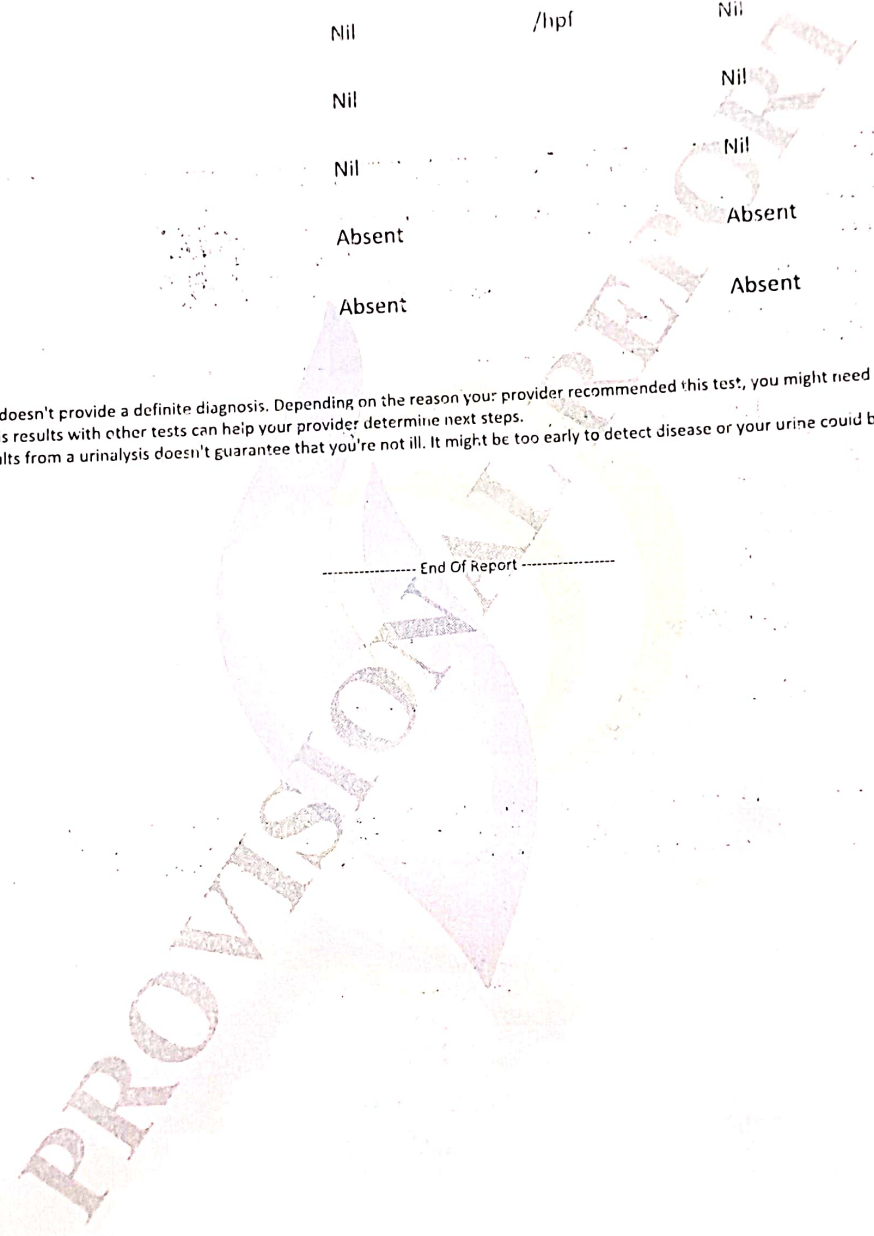 Nil /hpf Nil
Nil Nil
Nil - Nil
Absent Absent
Absent Absent
doesn't provide a definite diagnosis. Depending on the reason your provider recommended this test, you might need
s results with other tests can help your provider determine next steps.
lts from a urinalysis doesn't guarantee that you're not ill. It might be too early to detect disease or your urine could b
------------------ End Of Report ------------------
PROVISIONAL REPORT